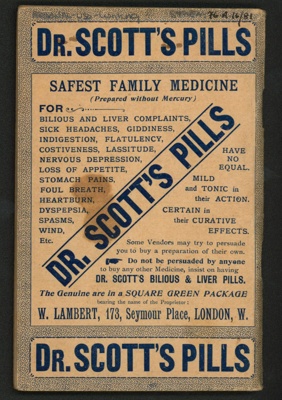 76 d. 16/81
DR. SCOTT'S PILLS
SAFEST FAMILY MEDICINE
(Prepared without Mercury)
FOR
BILIOUS AND LIVER COMPLAINTS,
SICK HEADACHES, GIDDINESS,
INDIGESTION, FLATULENCY,
COSTIVENESS, LASSITUDE,
NERVOUS DEPRESSION,
LOSS OF APPETITE,
STOMACH PAINS,
FOUL BREATH,
HEARTBURN,
DYSPEPSIA,
SPASMS,
WIND,
Etc.
DR. SCOTT'S PILLS
HAVE
NO
EQUAL.
MILD
and TONIC in
their ACTION.
CERTAIN in
their CURATIVE
EFFECTS.
Some Vendors may try to persuade
you to buy a preparation of their own.
☞ Do not be persuaded by anyone
to buy any other Medicine, insist on having
DR. SCOTT'S BILIOUS & LIVER PILLS.
The Genuine are in a SQUARE GREEN PACKAGE
bearing the name of the Proprietor:
W. LAMBERT, 173, Seymour Place, LONDON, W.
DR. SCOTT'S PILLS